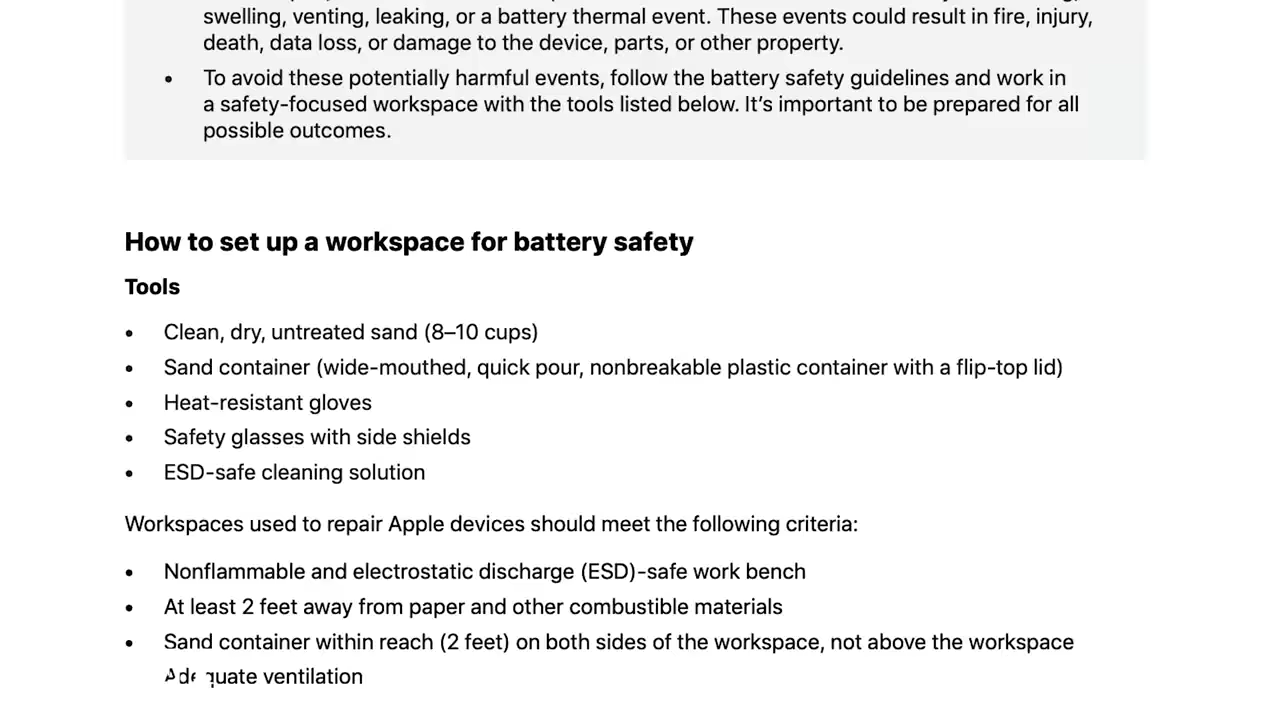 swelling, venting, leaking, or a battery thermal event. These events could result in fire, injury,
death, data loss, or damage to the device, parts, or other property.
• To avoid these potentially harmful events, follow the battery safety guidelines and work in
a safety-focused workspace with the tools listed below. It’s important to be prepared for all
possible outcomes.
How to set up a workspace for battery safety
Tools
• Clean, dry, untreated sand (8–10 cups)
• Sand container (wide-mouthed, quick pour, nonbreakable plastic container with a flip-top lid)
• Heat-resistant gloves
• Safety glasses with side shields
• ESD-safe cleaning solution
Workspaces used to repair Apple devices should meet the following criteria:
• Nonflammable and electrostatic discharge (ESD)-safe work bench
• At least 2 feet away from paper and other combustible materials
• Sand container within reach (2 feet) on both sides of the workspace, not above the workspace
Adequate ventilation